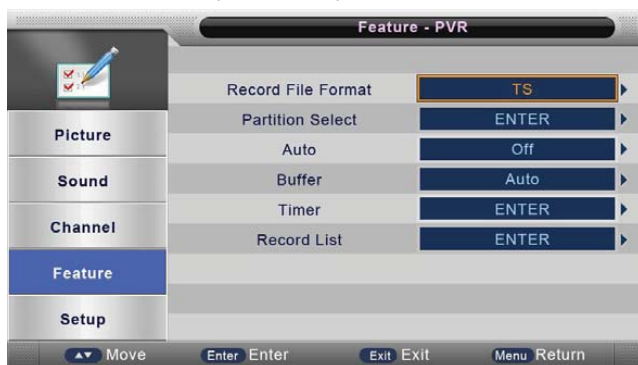 Feature - PVR
Record File Format TS
Partition Select ENTER
Auto Off
Buffer Auto
Timer ENTER
Record List ENTER
Picture
Sound
Channel
Feature
Setup
Move Enter Enter Exit Exit Menu Return